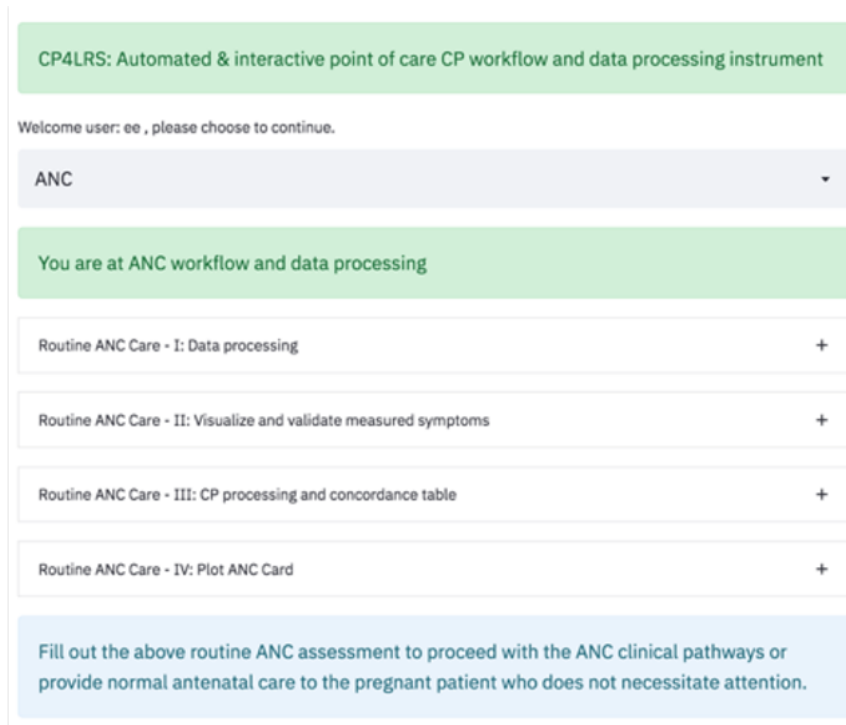 CP4LRS: Automated & interactive point of care CP workflow and data processing instrument
Welcome user: ee , please choose to continue.
ANC
You are at ANC workflow and data processing
Routine ANC Care - I: Data processing
+
Routine ANC Care - II: Visualize and validate measured symptoms
+
Routine ANC Care - III: CP processing and concordance table
+
Routine ANC Care - IV: Plot ANC Card
+
Fill out the above routine ANC assessment to proceed with the ANC clinical pathways or
provide normal antenatal care to the pregnant patient who does not necessitate attention.